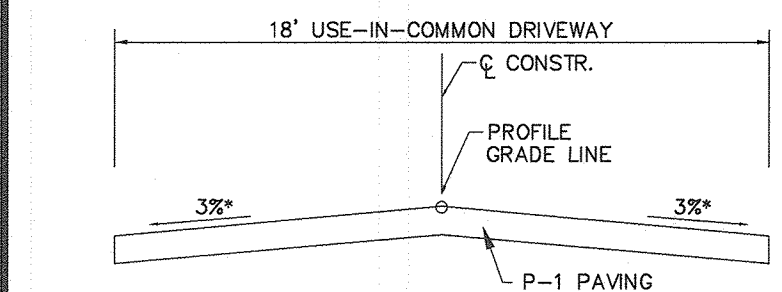 18' USE-IN-COMMON DRIVEWAY
℄ CONSTR.
PROFILE
GRADE LINE
3%*
3%*
P-1 PAVING